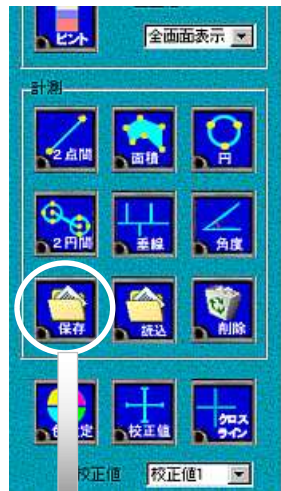 ピント
全画面表示
計測
2点間
面積
円
2円間
垂線
角度
保存
読込
削除
校正値
クロス
ライン
校正値
校正値1